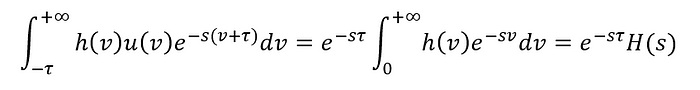 ∫_{-τ}^{+∞} h(v)u(v)e^{-s(v+τ)}dv = e^{-sτ} ∫_{0}^{+∞} h(v)e^{-sv}dv = e^{-sτ}H(s)